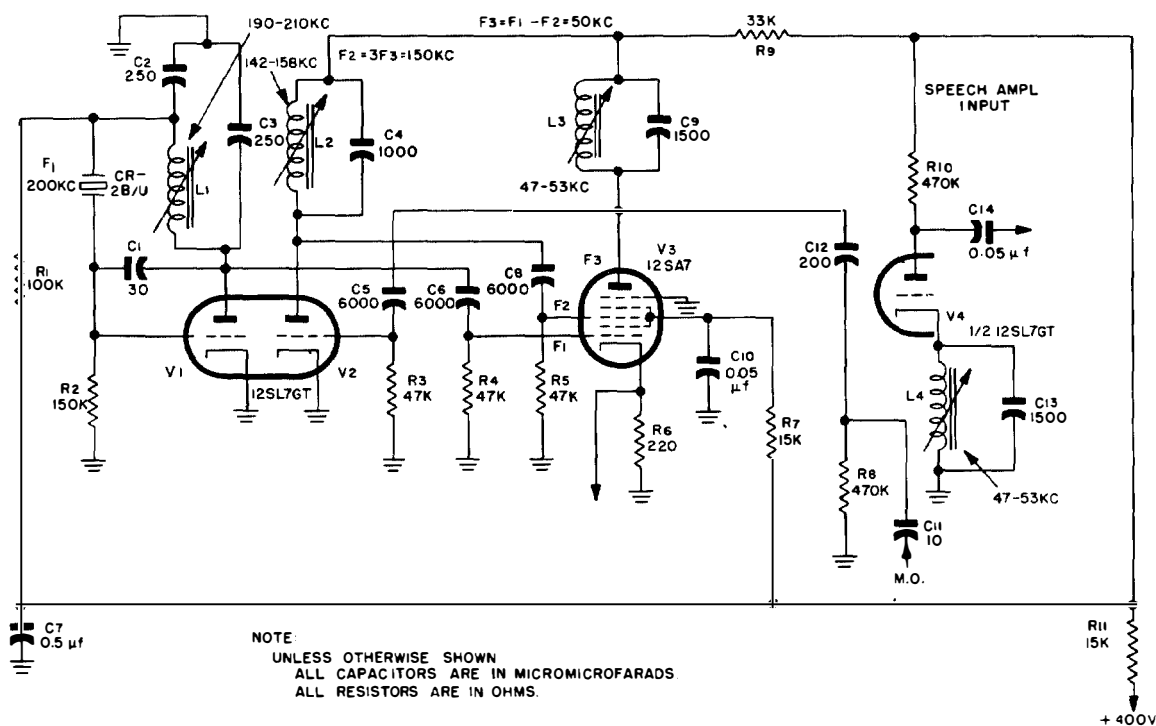 190-210KC
F3=F1 -F2=50KC
33K
R9
C2
250
F2=3F3=150KC
142-158KC
SPEECH AMPL
INPUT
C3
250
L2
C4
1000
L3
C9
1500
F1
200KC
CR-
2B/U
L1
47-53KC
R10
470K
C14
0.05 µf
R1
100K
C1
30
C5
6000
C6
6000
C8
6000
F3
V3
12SA7
C12
200
F2
F1
V4
1/2 12SL7GT
V1
V2
12SL7GT
R2
150K
R3
47K
R4
47K
R5
47K
C10
0.05
µf
R6
220
R7
15K
L4
C13
1500
R8
470K
47-53KC
C11
10
M.O.
C7
0.5 µf
R11
15K
NOTE:
UNLESS OTHERWISE SHOWN
ALL CAPACITORS ARE IN MICROMICROFARADS.
ALL RESISTORS ARE IN OHMS.
+400V